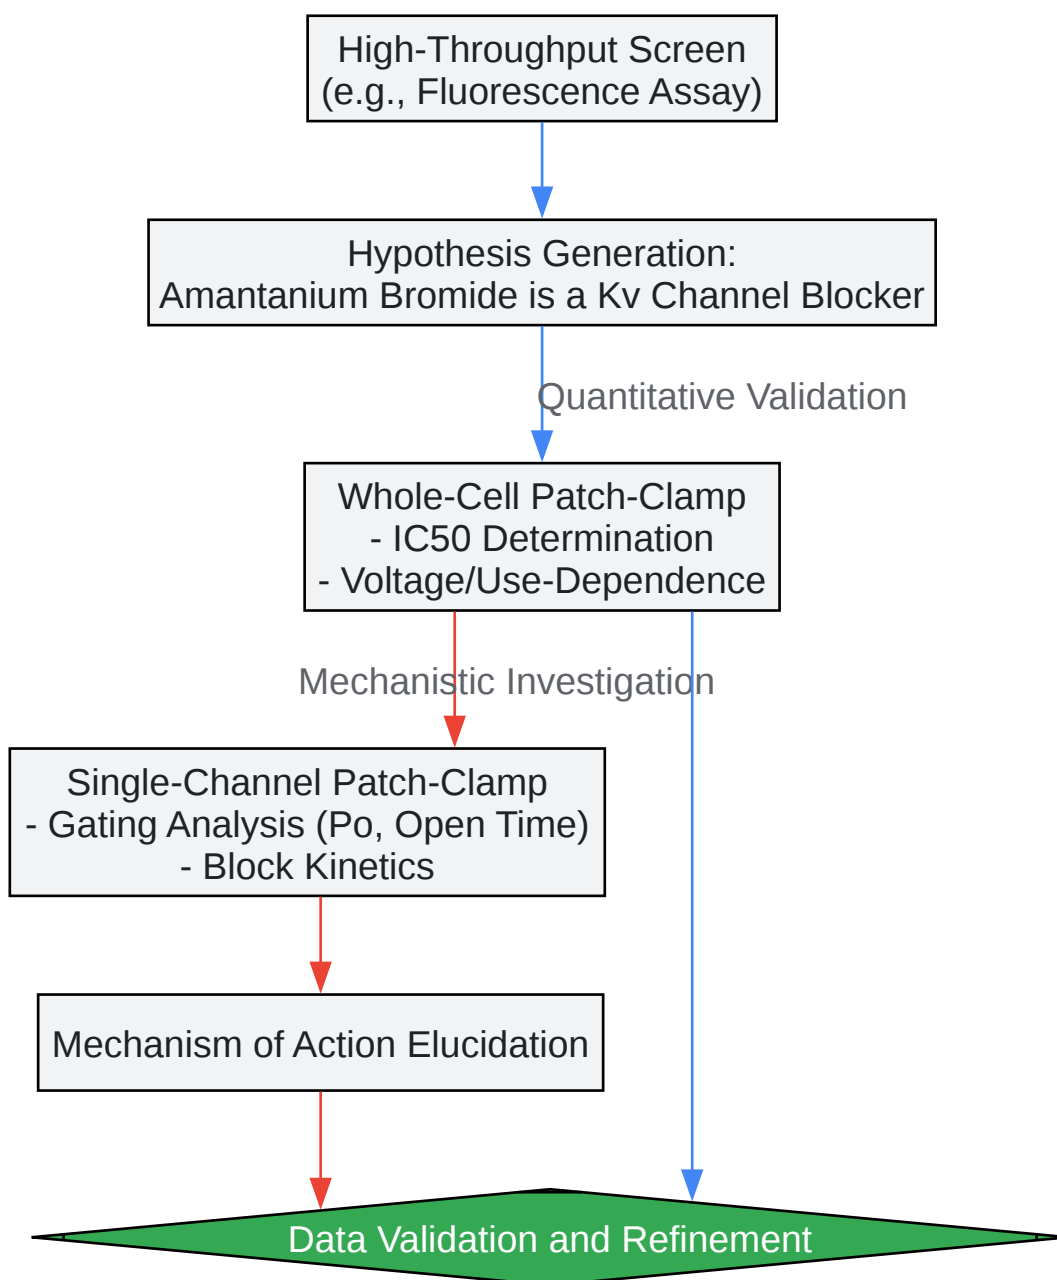 High-Throughput Screen
(e.g., Fluorescence Assay)
Hypothesis Generation:
Amantanium Bromide is a Kv Channel Blocker
Quantitative Validation
Whole-Cell Patch-Clamp
- IC50 Determination
- Voltage/Use-Dependence
Mechanistic Investigation
Single-Channel Patch-Clamp
- Gating Analysis (Po, Open Time)
- Block Kinetics
Mechanism of Action Elucidation
Data Validation and Refinement